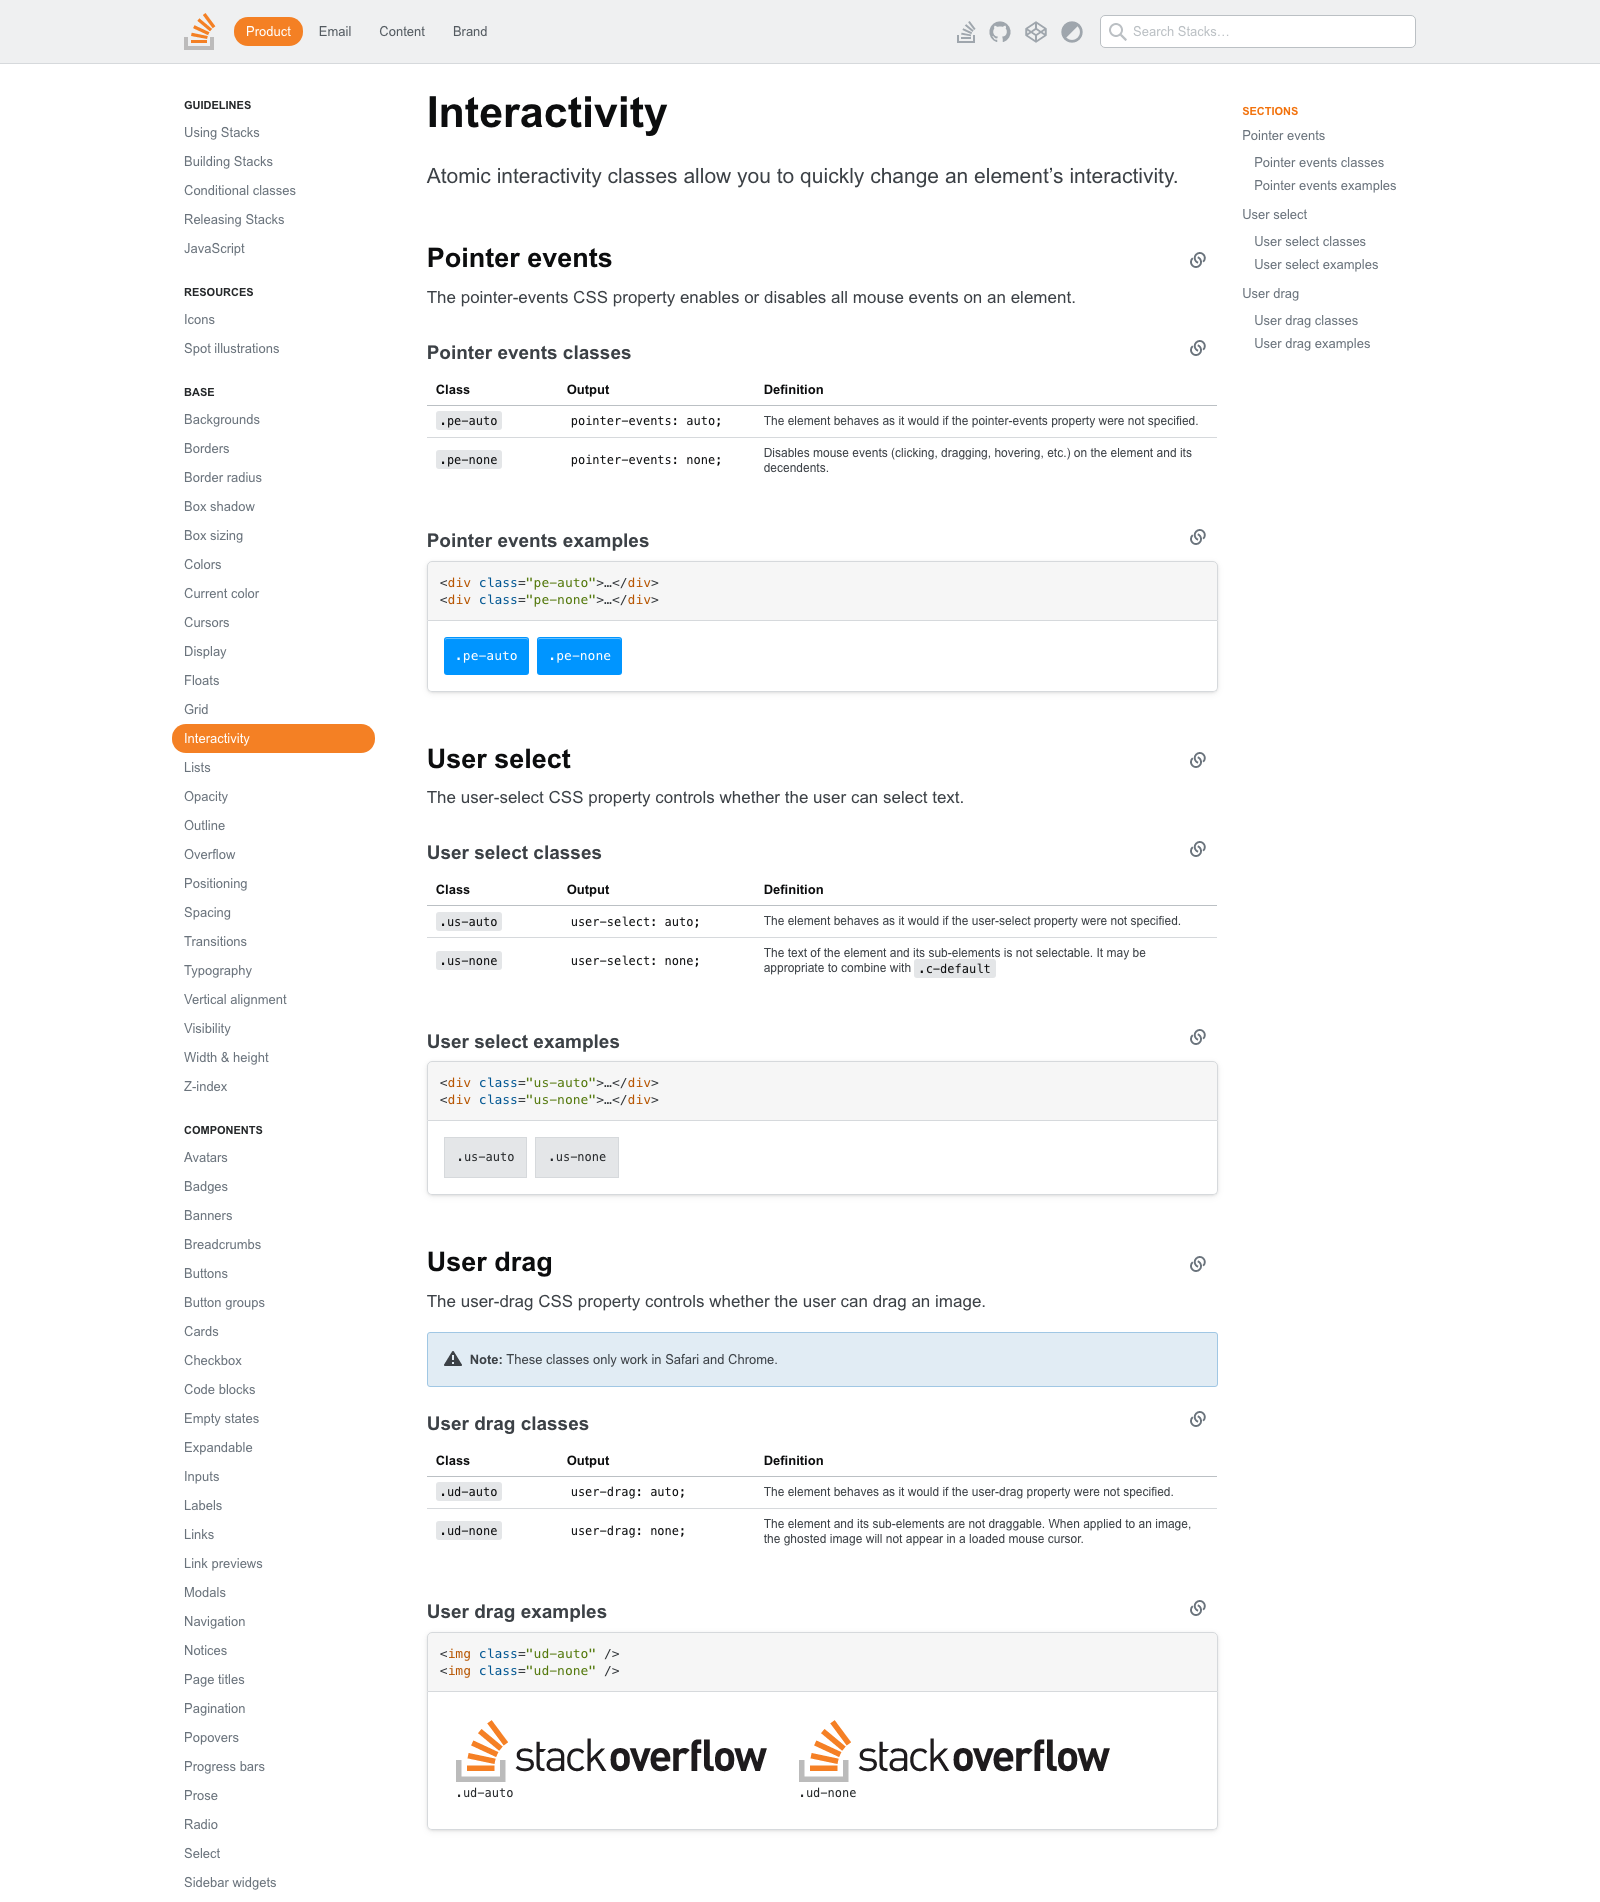 Product Email Content Brand
Search Stacks…
GUIDELINES
Using Stacks
Building Stacks
Conditional classes
Releasing Stacks
JavaScript
RESOURCES
Icons
Spot illustrations
BASE
Backgrounds
Borders
Border radius
Box shadow
Box sizing
Colors
Current color
Cursors
Display
Floats
Grid
Interactivity
Lists
Opacity
Outline
Overflow
Positioning
Spacing
Transitions
Typography
Vertical alignment
Visibility
Width & height
Z-index
COMPONENTS
Avatars
Badges
Banners
Breadcrumbs
Buttons
Button groups
Cards
Checkbox
Code blocks
Empty states
Expandable
Inputs
Labels
Links
Link previews
Modals
Navigation
Notices
Page titles
Pagination
Popovers
Progress bars
Prose
Radio
Select
Sidebar widgets
Interactivity
Atomic interactivity classes allow you to quickly change an element’s interactivity.
Pointer events
The pointer-events CSS property enables or disables all mouse events on an element.
Pointer events classes
Class Output Definition
.pe-auto pointer-events: auto; The element behaves as it would if the pointer-events property were not specified.
.pe-none pointer-events: none; Disables mouse events (clicking, dragging, hovering, etc.) on the element and its
decendents.
Pointer events examples
<div class="pe-auto">…</div>
<div class="pe-none">…</div>
.pe-auto .pe-none
User select
The user-select CSS property controls whether the user can select text.
User select classes
Class Output Definition
.us-auto user-select: auto; The element behaves as it would if the user-select property were not specified.
.us-none user-select: none; The text of the element and its sub-elements is not selectable. It may be
appropriate to combine with .c-default
User select examples
<div class="us-auto">…</div>
<div class="us-none">…</div>
.us-auto .us-none
User drag
The user-drag CSS property controls whether the user can drag an image.
Note: These classes only work in Safari and Chrome.
User drag classes
Class Output Definition
.ud-auto user-drag: auto; The element behaves as it would if the user-drag property were not specified.
.ud-none user-drag: none; The element and its sub-elements are not draggable. When applied to an image,
the ghosted image will not appear in a loaded mouse cursor.
User drag examples
<img class="ud-auto" />
<img class="ud-none" />
stackoverflow stackoverflow
.ud-auto .ud-none
SECTIONS
Pointer events
Pointer events classes
Pointer events examples
User select
User select classes
User select examples
User drag
User drag classes
User drag examples